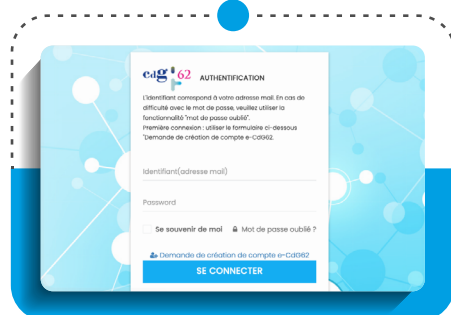 cdg 62 AUTHENTIFICATION
L'identifiant correspond à votre adresse mail. En cas de
difficulté avec le mot de passe, veuillez utiliser la
fonctionnalité "mot de passe oublié".
Première connexion : utiliser le formulaire ci-dessous
"Demande de création de compte e-CdG62.
Identifiant(adresse mail)
Password
Se souvenir de moi Mot de passe oublié ?
Demande de création de compte e-CdG62
SE CONNECTER